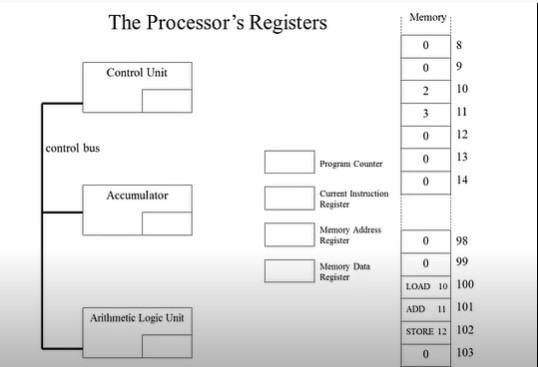 The Processor's Registers
Memory
Control Unit
control bus
Accumulator
Arithmetic Logic Unit
Program Counter
Current Instruction
Register
Memory Address
Register
Memory Data
Register
0 8
0 9
2 10
3 11
0 12
0 13
0 14
0 98
0 99
LOAD 10 100
ADD 11 101
STORE 12 102
0 103